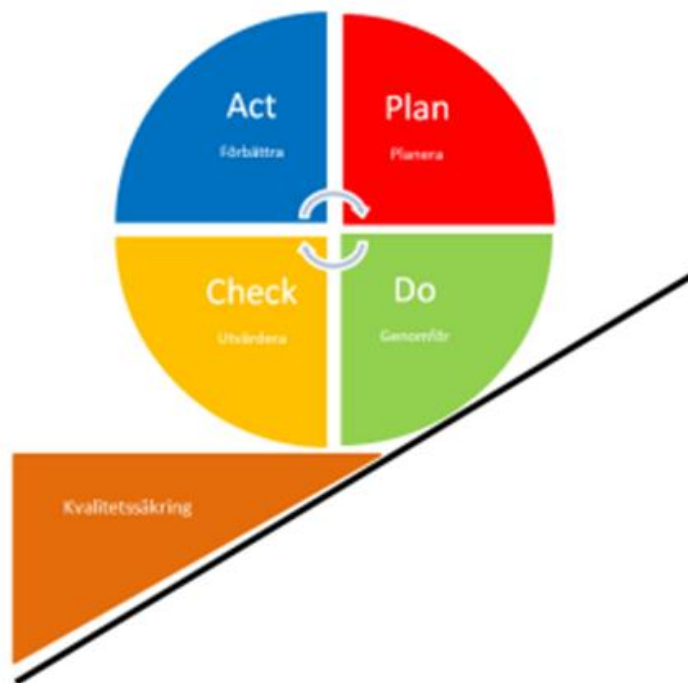 Act
Förbättra
Plan
Planera
Check
Utvärdera
Do
Genomför
Kvalitetssäkring